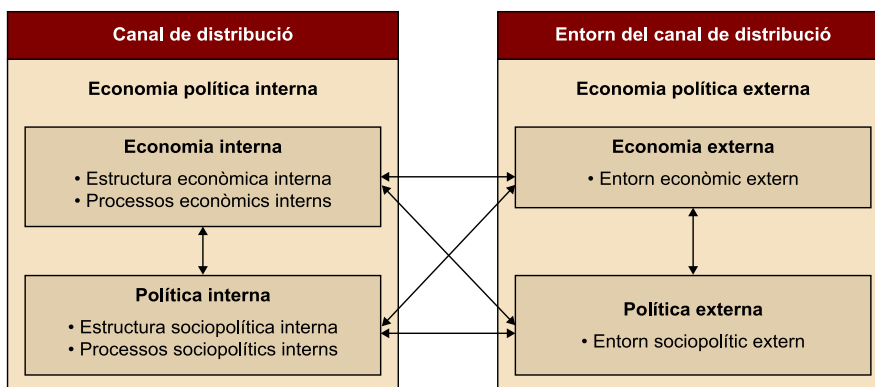 Canal de distribució
Economia política interna
Economia interna
• Estructura econòmica interna
• Processos econòmics interns
Política interna
• Estructura sociopolítica interna
• Processos sociopolítics interns
Entorn del canal de distribució
Economia política externa
Economia externa
• Entorn econòmic extern
Política externa
• Entorn sociopolític extern